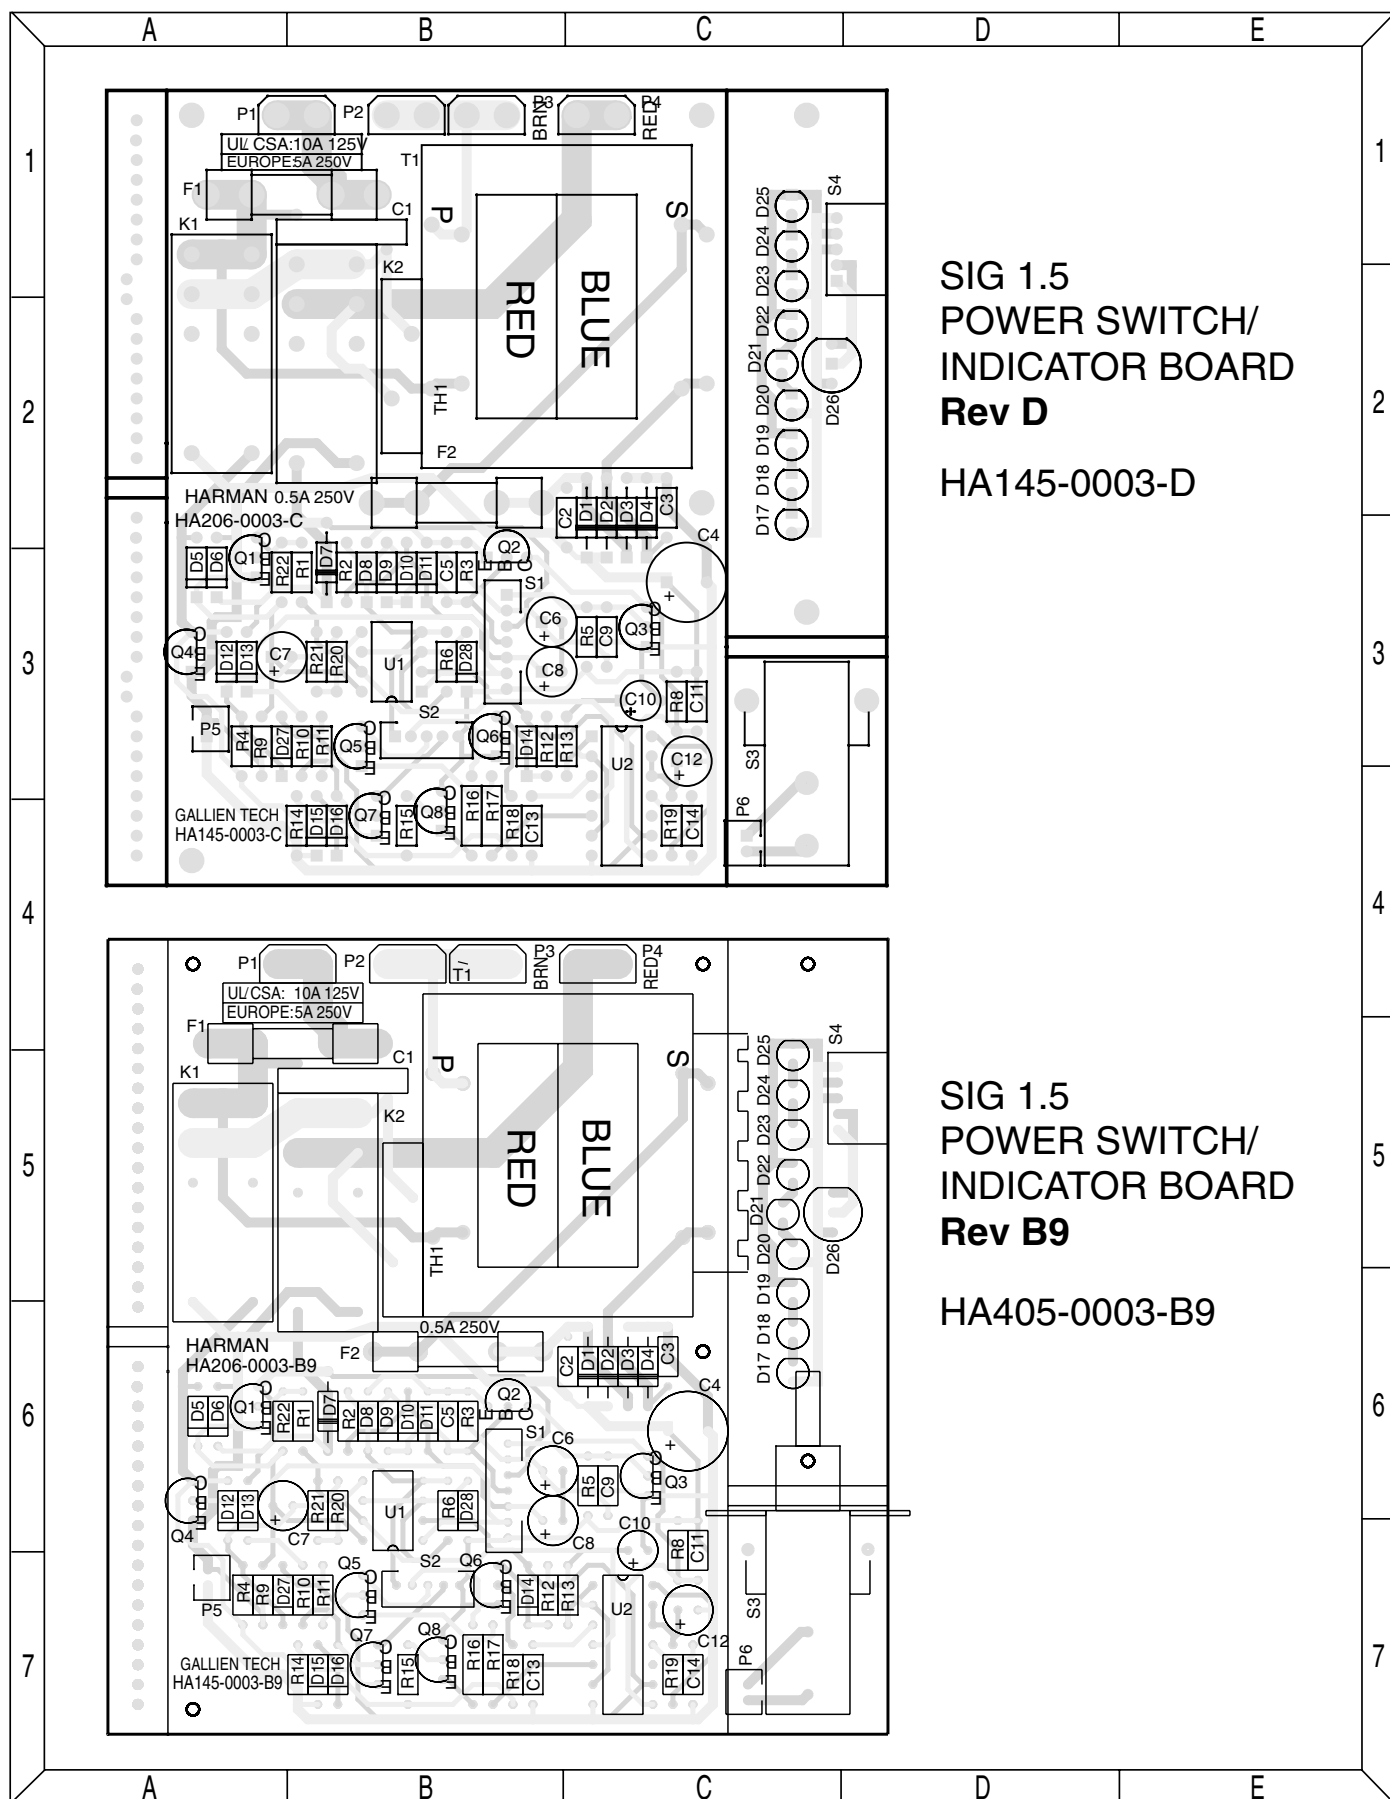 A B C D E
1 1
P1 P2 P3 BRN P4 RED
UL/ CSA:10A 125V
EUROPE:5A 250V
T1
F1
C1
K1
P S
K2
RED BLUE
D25 S4
D24
D23
D22
D21
D20 D26
D19
D18
D17
SIG 1.5
POWER SWITCH/
INDICATOR BOARD
Rev D
HA145-0003-D
2 2
TH1
F2
HARMAN 0.5A 250V
HA206-0003-C
C2 D1 D2 D3 D4 C3
C4
D5 D6 Q1 C B E R22 R1 D7 R2 D8 D9 D10 D11 C5 R3 Q2 E B C
S1
+
3 3
Q4 C B E D12 D13 C7 + R21 R20 U1 R6 D28 C6 + C8 + R5 C9 Q3 C B E
C10 + R8 C11
P5 R4 R9 D27 R10 R11 Q5 C B E S2 Q6 C B E D14 R12 R13 U2 C12 + S3
GALLIEN TECH
HA145-0003-C
R14 D15 D16 Q7 C B E R15 Q8 C B E R16 R17 R18 C13 R19 C14 P6
4 4
P1 P2 T1 P3 BRN P4 RED
UL/CSA: 10A 125V
EUROPE:5A 250V
F1
C1
K1
P S
K2
RED BLUE
D25 S4
D24
D23
D22
D21
D20 D26
D19
D18
D17
SIG 1.5
POWER SWITCH/
INDICATOR BOARD
Rev B9
HA405-0003-B9
5 5
TH1
0.5A 250V
HARMAN
HA206-0003-B9
F2
C2 D1 D2 D3 D4 C3
C4
6 6
D5 D6 Q1 C B E R22 R1 D7 R2 D8 D9 D10 D11 C5 R3 Q2 E B C
S1 C6 +
+
Q4 C B E D12 D13 C7 + R21 R20 U1 R6 D28 C8 + R5 C9 Q3 C B E
C10 + R8 C11
P5 R4 R9 D27 R10 R11 Q5 C B E S2 Q6 C B E D14 R12 R13 U2 C12 + S3
7 7
GALLIEN TECH
HA145-0003-B9
R14 D15 D16 Q7 C B E R15 Q8 C B E R16 R17 R18 C13 R19 C14 P6
A B C D E